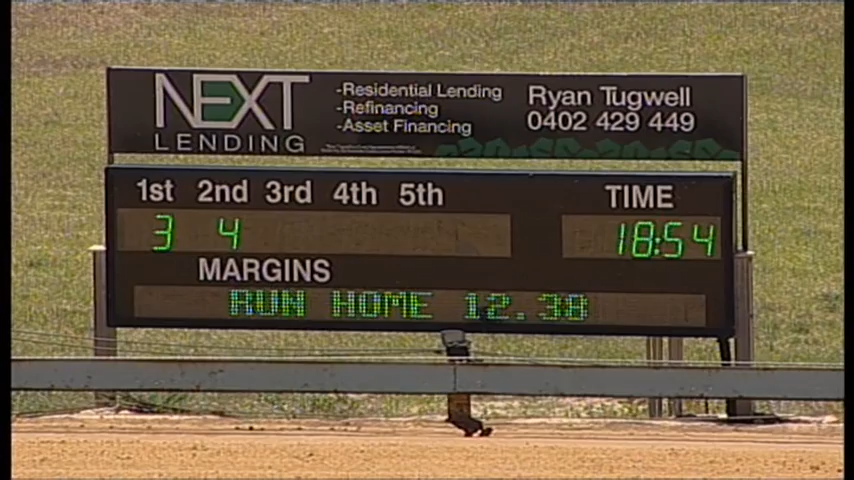 NEXT
LENDING
-Residential Lending
-Refinancing
-Asset Financing
Ryan Tugwell
0402 429 449
1st 2nd 3rd 4th 5th TIME
3 4 18:54
MARGINS
RUN HOME 12.38